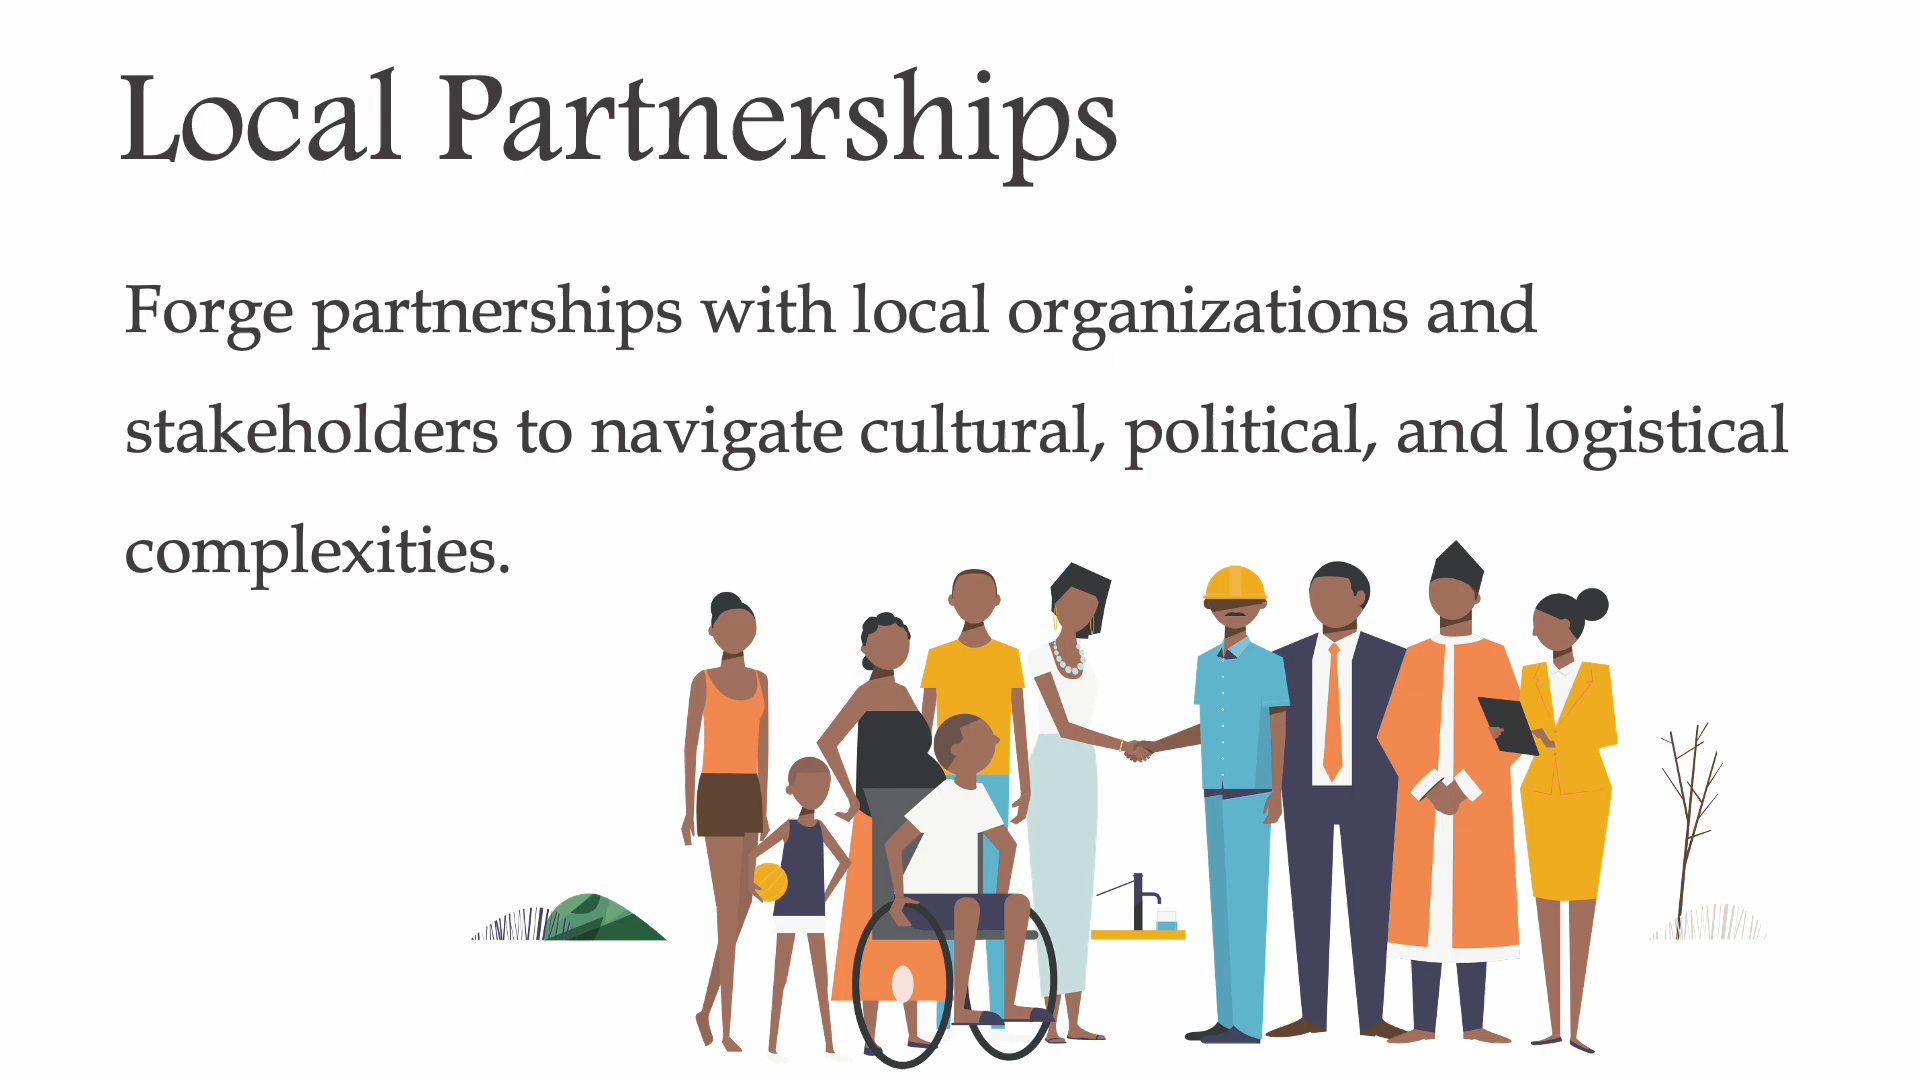 Local Partnerships
Forge partnerships with local organizations and
stakeholders to navigate cultural, political, and logistical
complexities.